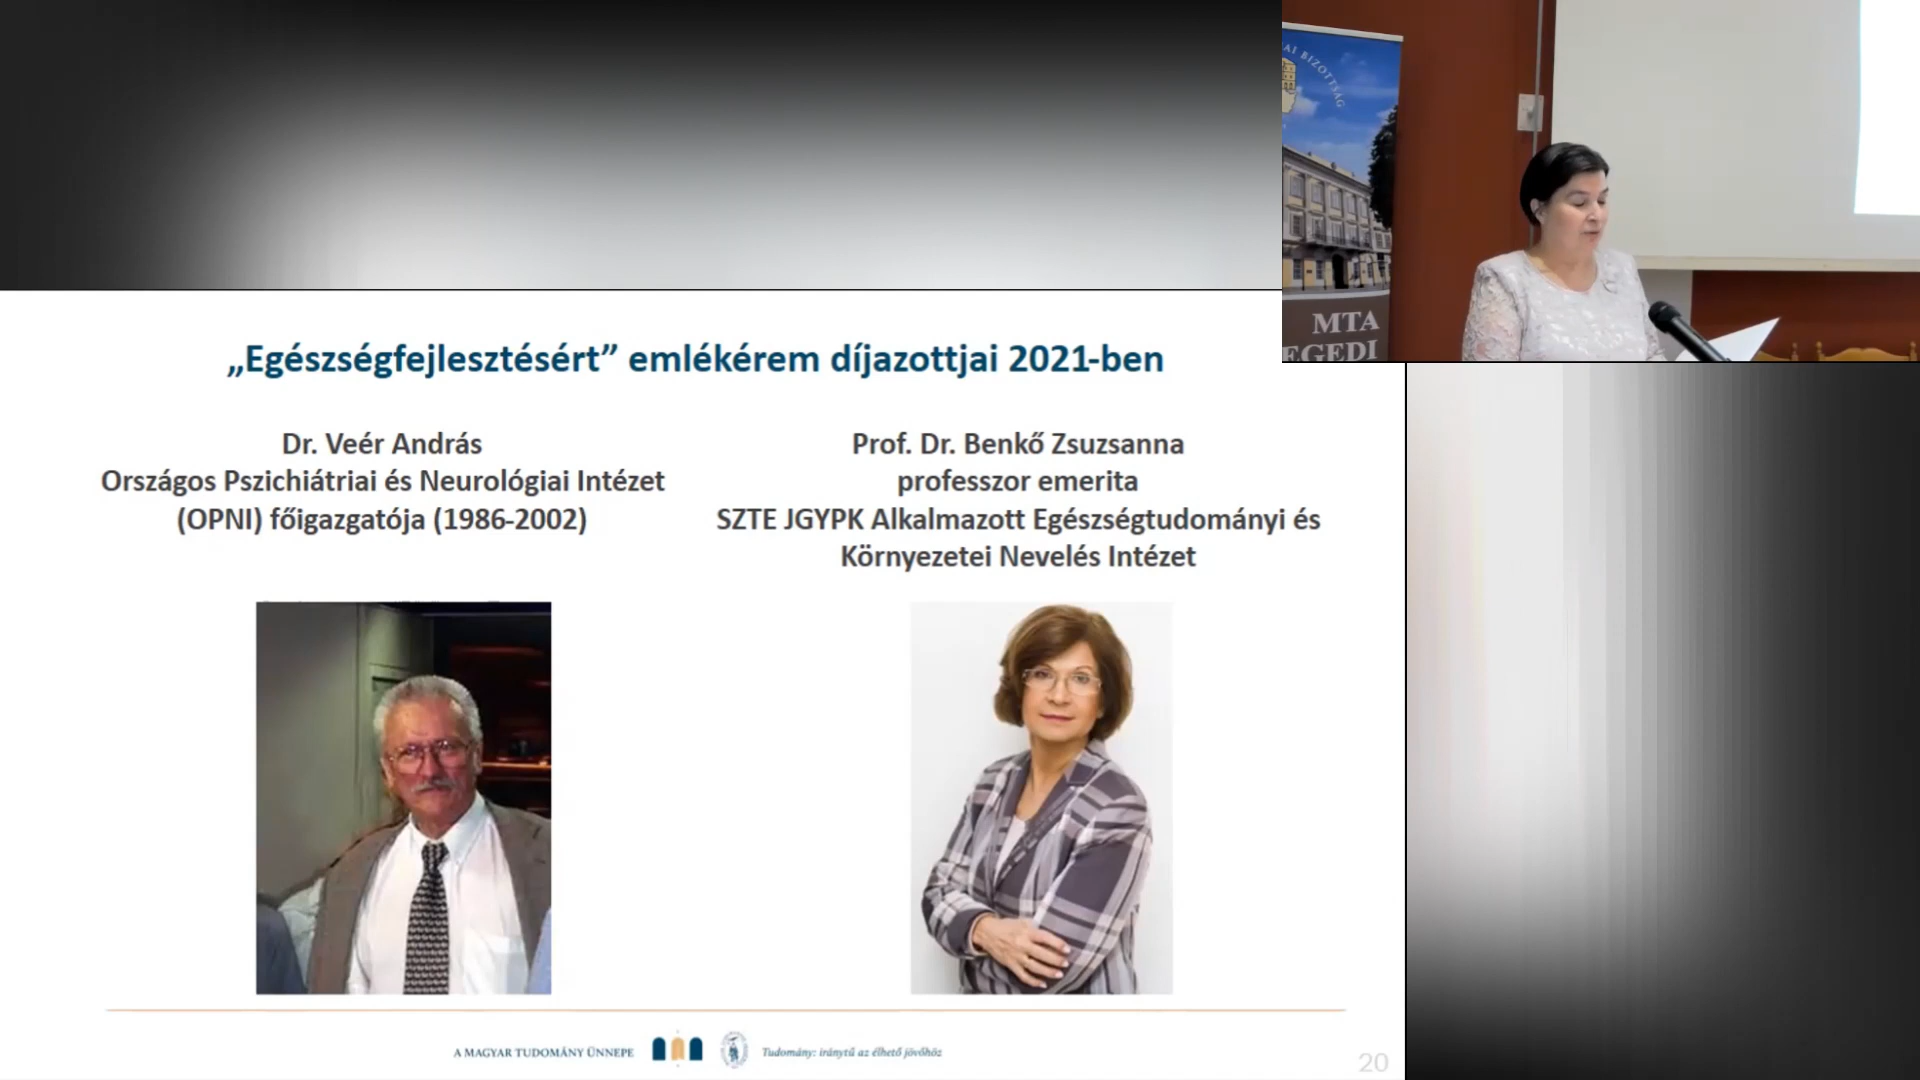 „Egészségfejlesztésért” emlékérem díjazottjai 2021-ben
Dr. Veér András
Országos Pszichiátriai és Neurológiai Intézet
(OPNI) főigazgatója (1986-2002)
Prof. Dr. Benkő Zsuzsanna
professzor emerita
SZTE JGYPK Alkalmazott Egészségtudományi és
Környezetei Nevelés Intézet
A MAGYAR TUDOMÁNY ÜNNEPE
Tudomány: iránytű az élhető jövőhöz
20
AI BIZOTTSÁG
MTA
EGEDI